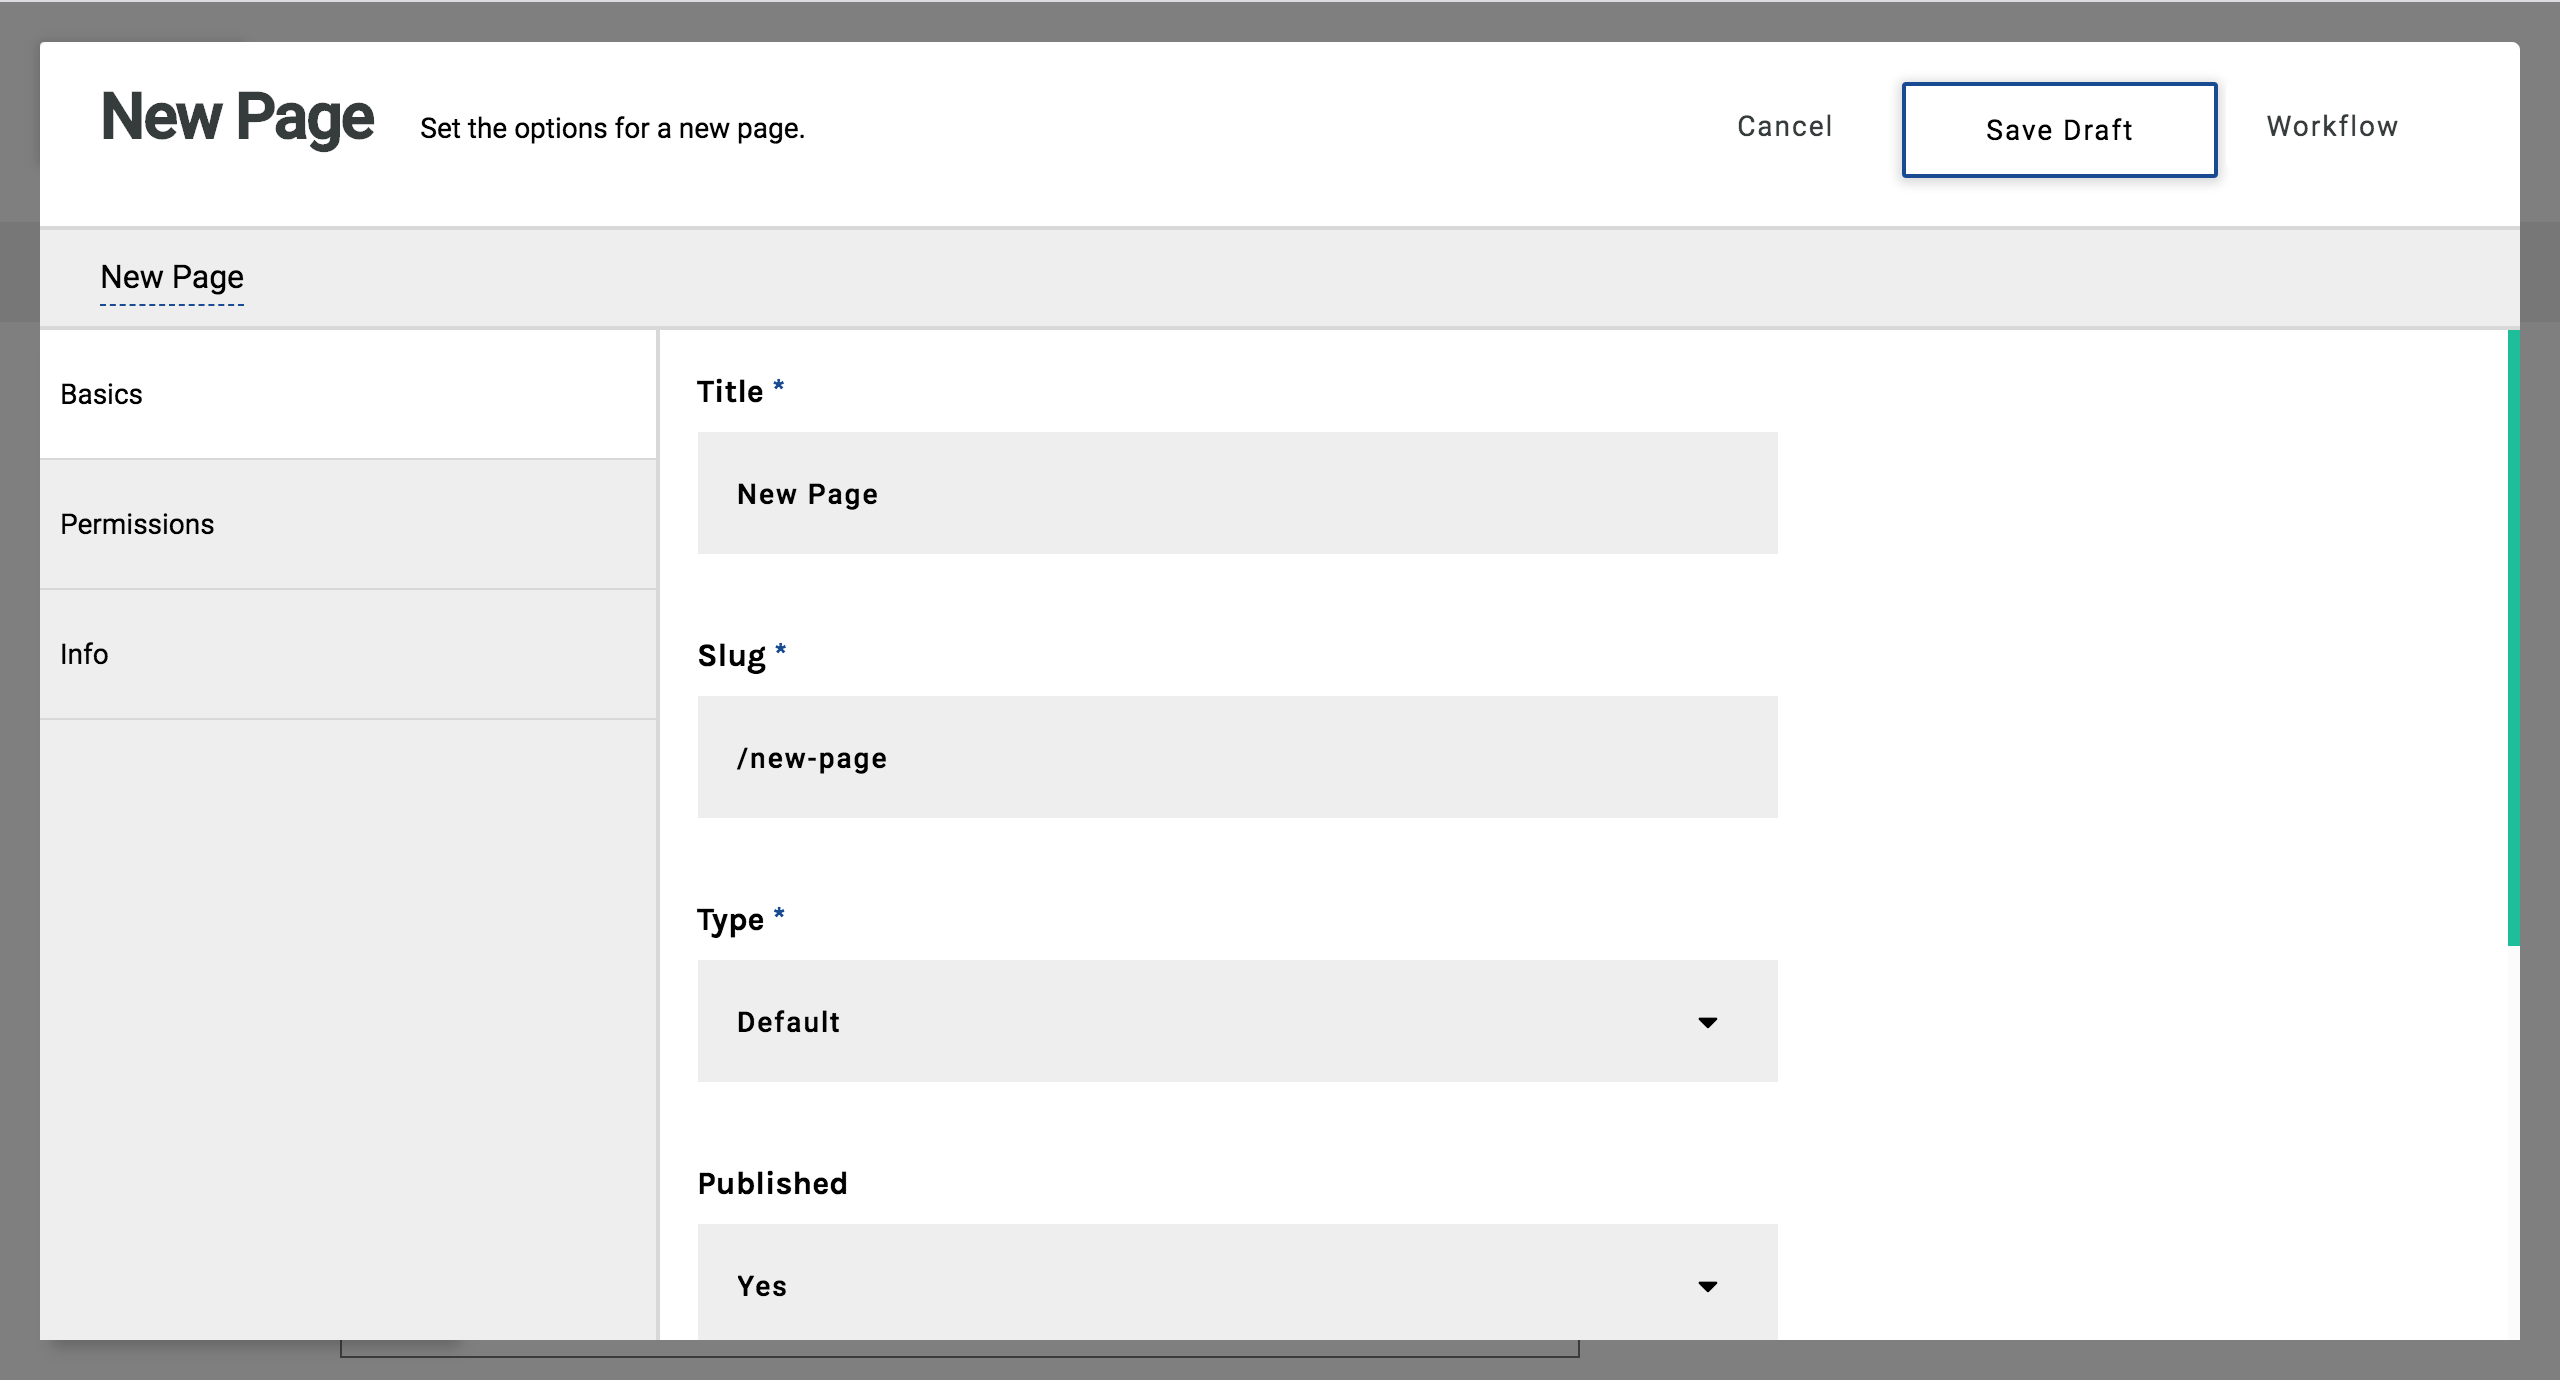 New Page
Set the options for a new page.
Cancel
Save Draft
Workflow
New Page
Basics
Permissions
Info
Title *
New Page
Slug *
/new-page
Type *
Default
Published
Yes